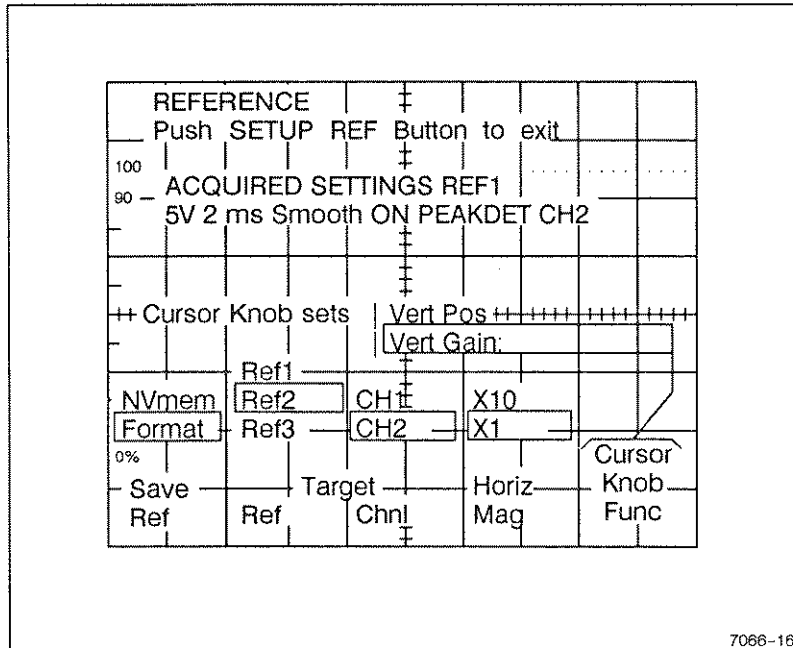 REFERENCE
Push SETUP REF Button to exit
100
ACQUIRED SETTINGS REF1
90
5V 2 ms Smooth ON PEAKDET CH2
Cursor Knob sets Vert Pos
Vert Gain:
Ref1
NVmem Ref2 CH1 X10
Format Ref3 CH2 X1
0%
Cursor
Save Target Horiz Knob
Ref Ref Chnl Mag Func
7066-16